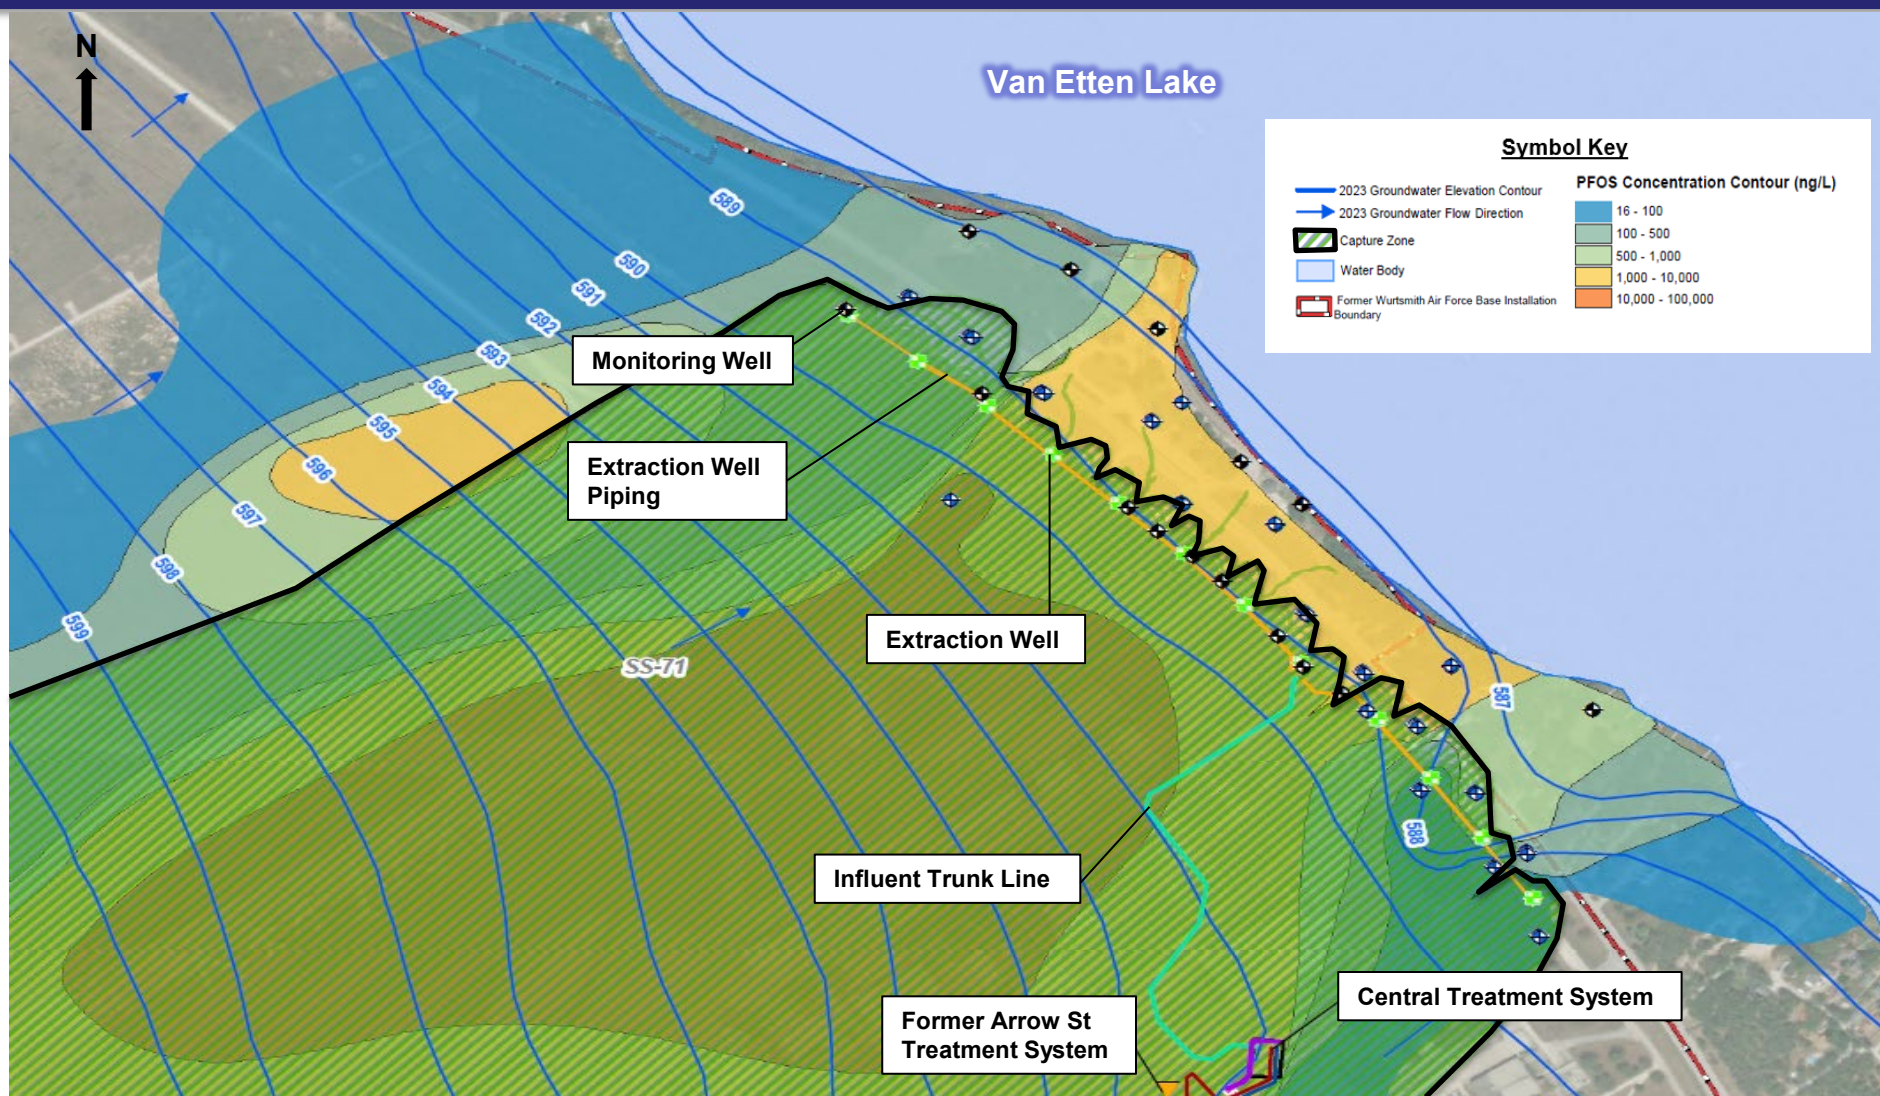 N
Van Etten Lake
Symbol Key
2023 Groundwater Elevation Contour
2023 Groundwater Flow Direction
Capture Zone
Water Body
Former Wurtsmith Air Force Base Installation
Boundary
PFOS Concentration Contour (ng/L)
16 - 100
100 - 500
500 - 1,000
1,000 - 10,000
10,000 - 100,000
589
590
591
592
593
594
595
596
597
598
599
Monitoring Well
Extraction Well
Piping
Extraction Well
SS-71
587
588
Influent Trunk Line
Central Treatment System
Former Arrow St
Treatment System